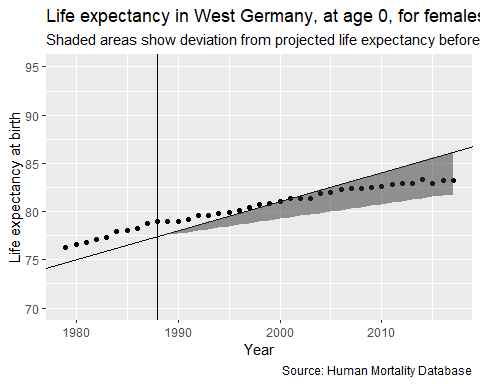 Life expectancy in West Germany, at age 0, for females
Shaded areas show deviation from projected life expectancy before
95
90
85
80
75
70
Life expectancy at birth
1980 1990 2000 2010
Year
Source: Human Mortality Database